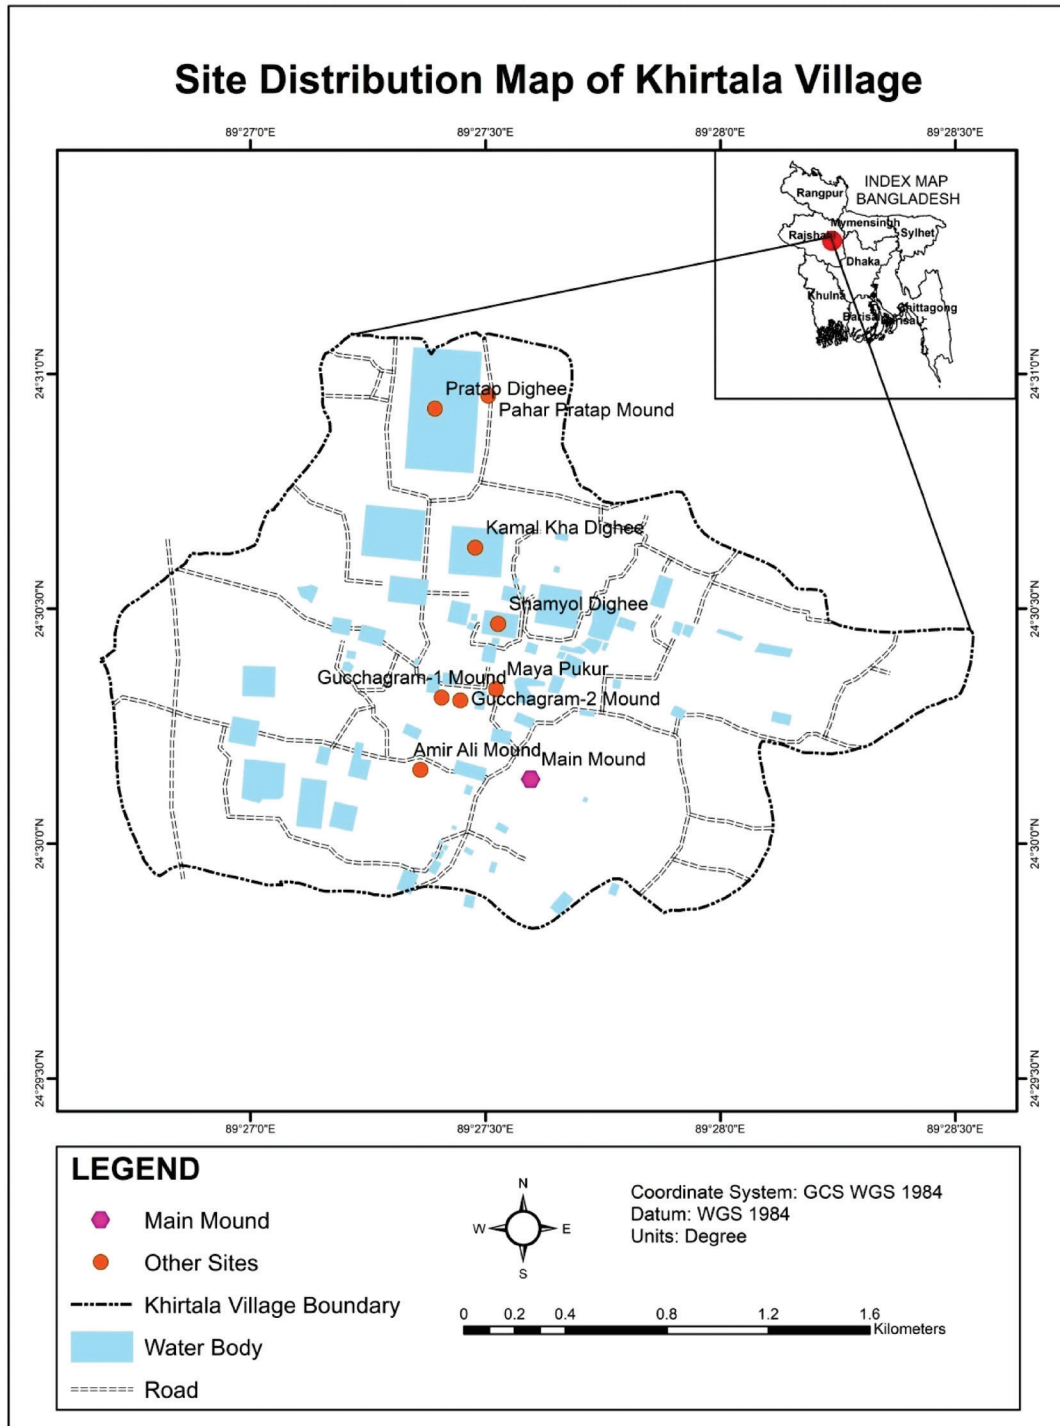 Site Distribution Map of Khirtala Village
89°27'0"E 89°27'30"E 89°28'0"E 89°28'30"E
INDEX MAP
BANGLADESH
Rangpur
Mymensingh
Rajsha
Sylhet
Dhaka
Khulna
Chittagong
Barisal
24°31'0"N
24°31'0"N
Pratap Dighee
Pahar Pratap Mound
Kamal Kha Dighee
24°30'30"N
24°30'30"N
Shamyol Dighee
Maya Pukur
Gucchagram-1 Mound
Gucchagram-2 Mound
Amir Ali Mound
Main Mound
24°30'0"N
24°30'0"N
24°29'30"N
24°29'30"N
89°27'0"E 89°27'30"E 89°28'0"E 89°28'30"E
LEGEND
Main Mound
Other Sites
Khirtala Village Boundary
Water Body
Road
N
W E
S
Coordinate System: GCS WGS 1984
Datum: WGS 1984
Units: Degree
0 0.2 0.4 0.8 1.2 1.6
Kilometers